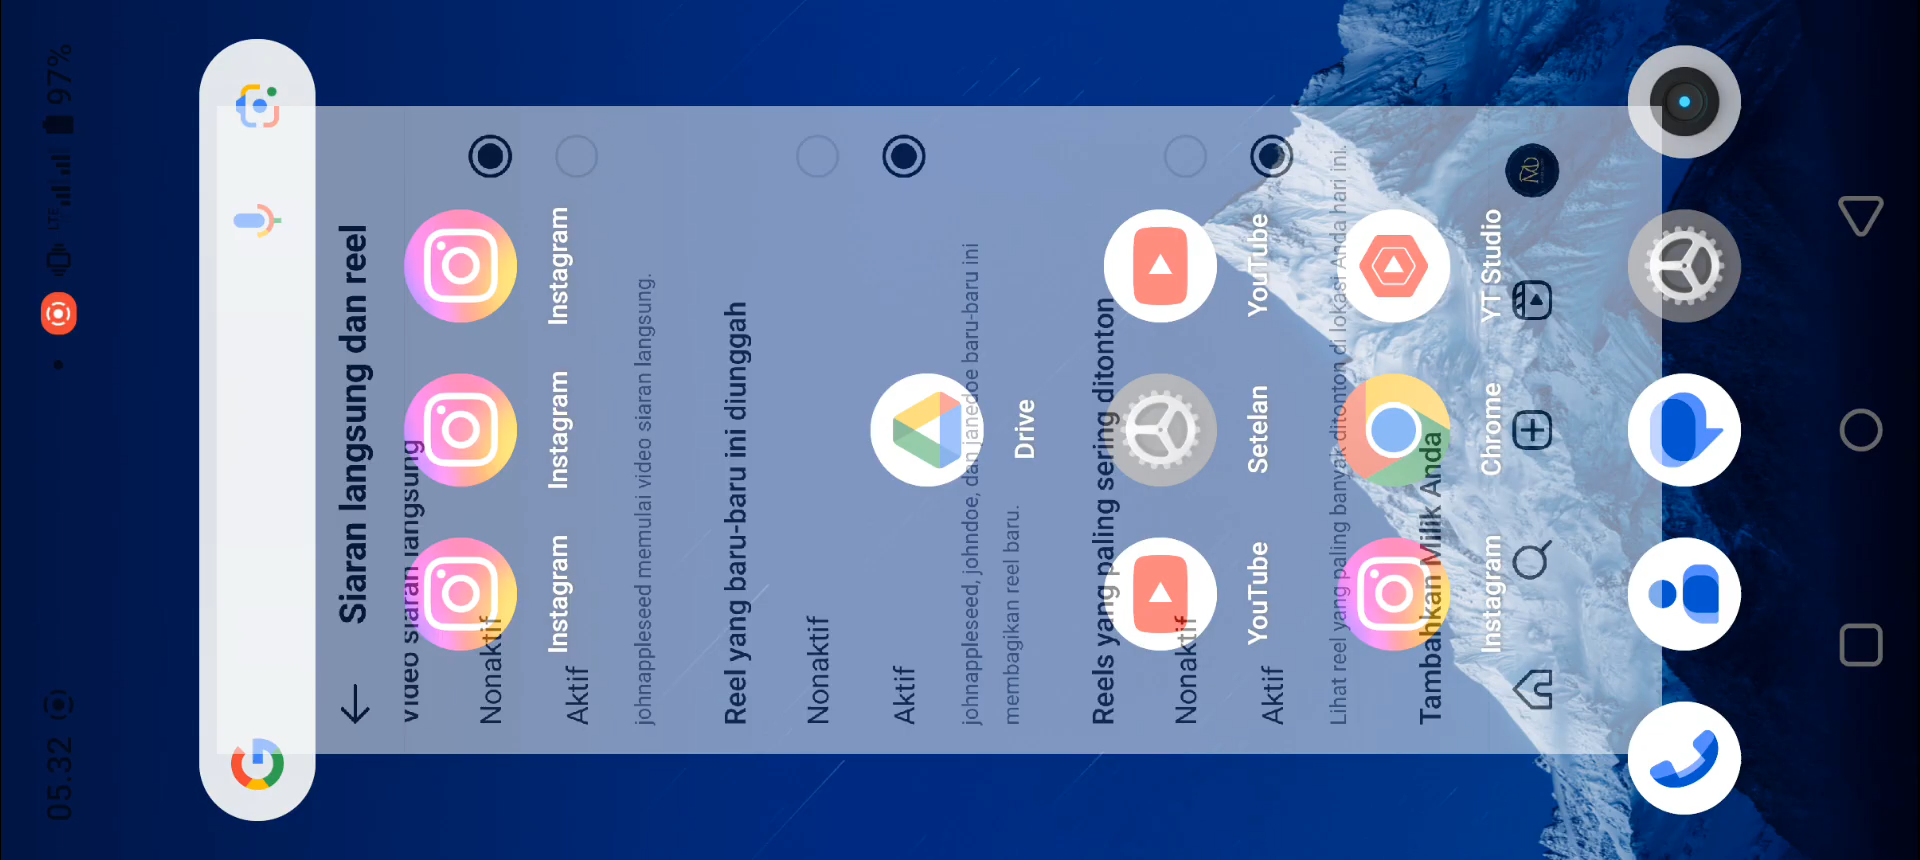 05.32
LTE
97%
Siaran langsung dan reel
Video siaran langsung
Nonaktif
Aktif
Instagram
Instagram
Instagram
johnappleseed memulai video siaran langsung.
Reel yang baru-baru ini diunggah
Nonaktif
Aktif
johnappleseed, johndoe, dan janedoe baru-baru ini
membagikan reel baru.
Drive
Reels yang paling sering ditonton
Nonaktif
Aktif
YouTube
Setelan
YouTube
Lihat reel yang paling banyak ditonton di lokasi Anda hari ini.
Tambahkan Milik Anda
Instagram
Chrome
YT Studio
MD